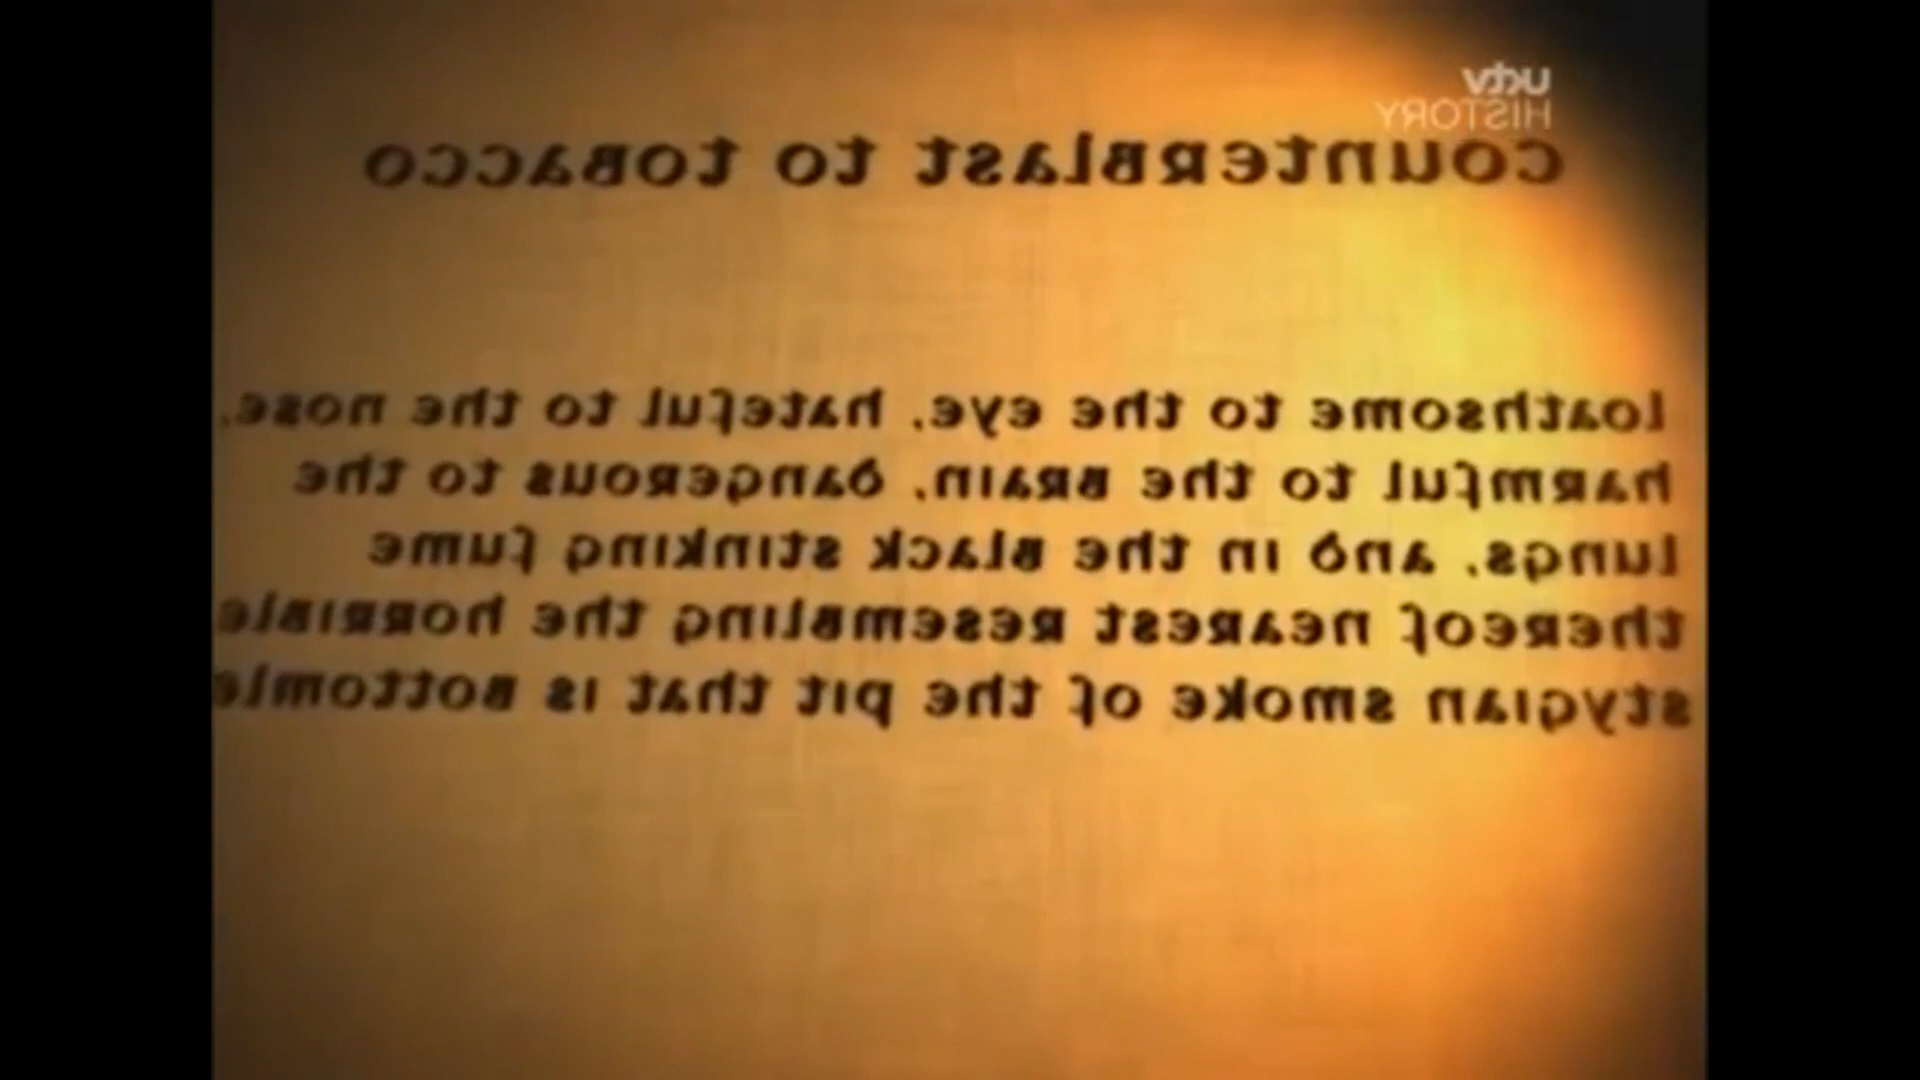 uctv
HISTORY
counterblast to tobacco
loathsome to the eye, hateful to the nose,
harmful to the brain, dangerous to the
lungs, and in the black stinking fume
thereof nearest resembling the horrible
stygian smoke of the pit that is bottomle